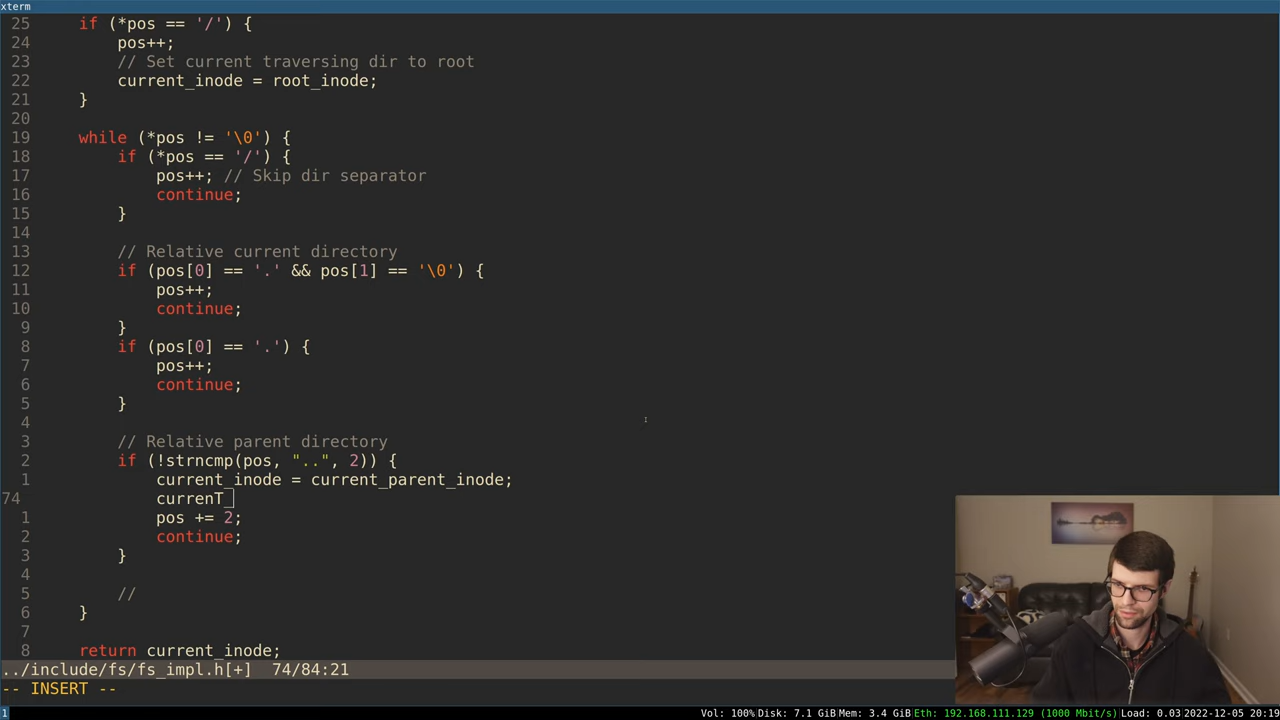 xterm
25     if (*pos == '/') {
24         pos++;
23         // Set current traversing dir to root
22         current_inode = root_inode;
21     }
20
19     while (*pos != '\0') {
18         if (*pos == '/') {
17             pos++; // Skip dir separator
16             continue;
15         }
14
13         // Relative current directory
12         if (pos[0] == '.' && pos[1] == '\0') {
11             pos++;
10             continue;
9         }
8         if (pos[0] == '.') {
7             pos++;
6             continue;
5         }
4
3         // Relative parent directory
2         if (!strncmp(pos, "..", 2)) {
1             current_inode = current_parent_inode;
74             currenT_
1             pos += 2;
2             continue;
3         }
4
5         //
6     }
7
8     return current_inode;
../include/fs/fs_impl.h[+]  74/84:21
-- INSERT --
1 Vol: 100% Disk: 7.1 GiB Mem: 3.4 GiB Eth: 192.168.111.129 (1000 Mbit/s) Load: 0.03 2022-12-05 20:19